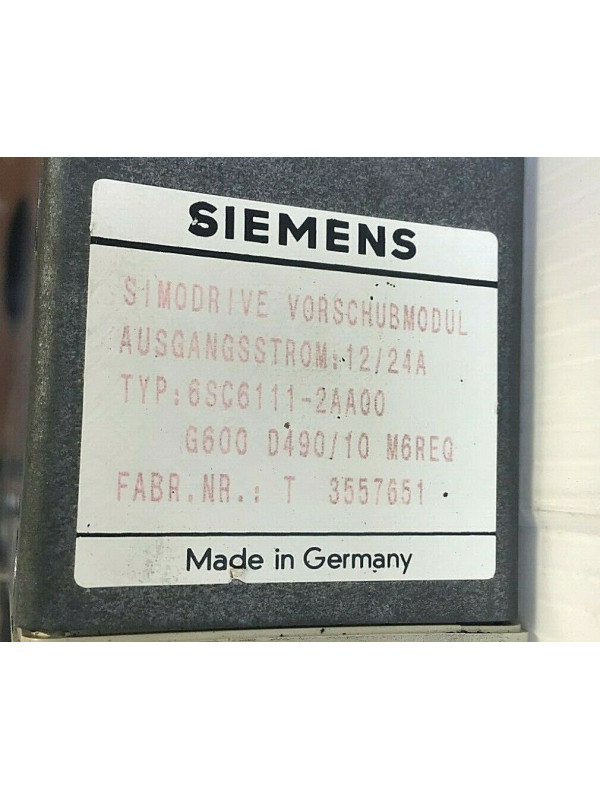 SIEMENS
SIMODRIVE VORSCHUBMODUL
AUSGANGSSTROM:12/24A
TYP:6SC6111-2AA00
G600 D490/10 M6REQ
FABR.NR.: T 3557651
Made in Germany